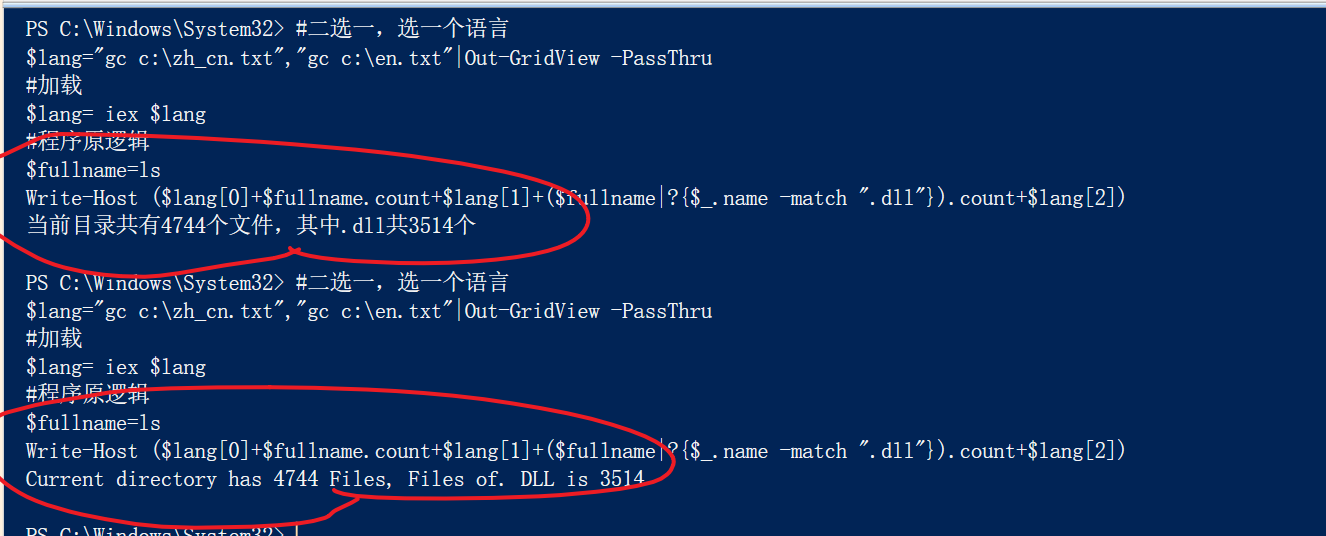 PS C:\Windows\System32> #二选一，选一个语言
$lang="gc c:\zh_cn.txt","gc c:\en.txt"|Out-GridView -PassThru
#加载
$lang= iex $lang
#程序原逻辑
$fullname=ls
Write-Host ($lang[0]+$fullname.count+$lang[1]+($fullname|?{$_.name -match ".dll"}).count+$lang[2])
当前目录共有4744个文件，其中.dll共3514个
PS C:\Windows\System32> #二选一，选一个语言
$lang="gc c:\zh_cn.txt","gc c:\en.txt"|Out-GridView -PassThru
#加载
$lang= iex $lang
#程序原逻辑
$fullname=ls
Write-Host ($lang[0]+$fullname.count+$lang[1]+($fullname|?{$_.name -match ".dll"}).count+$lang[2])
Current directory has 4744 Files, Files of. DLL is 3514
PS C:\Windows\System32>